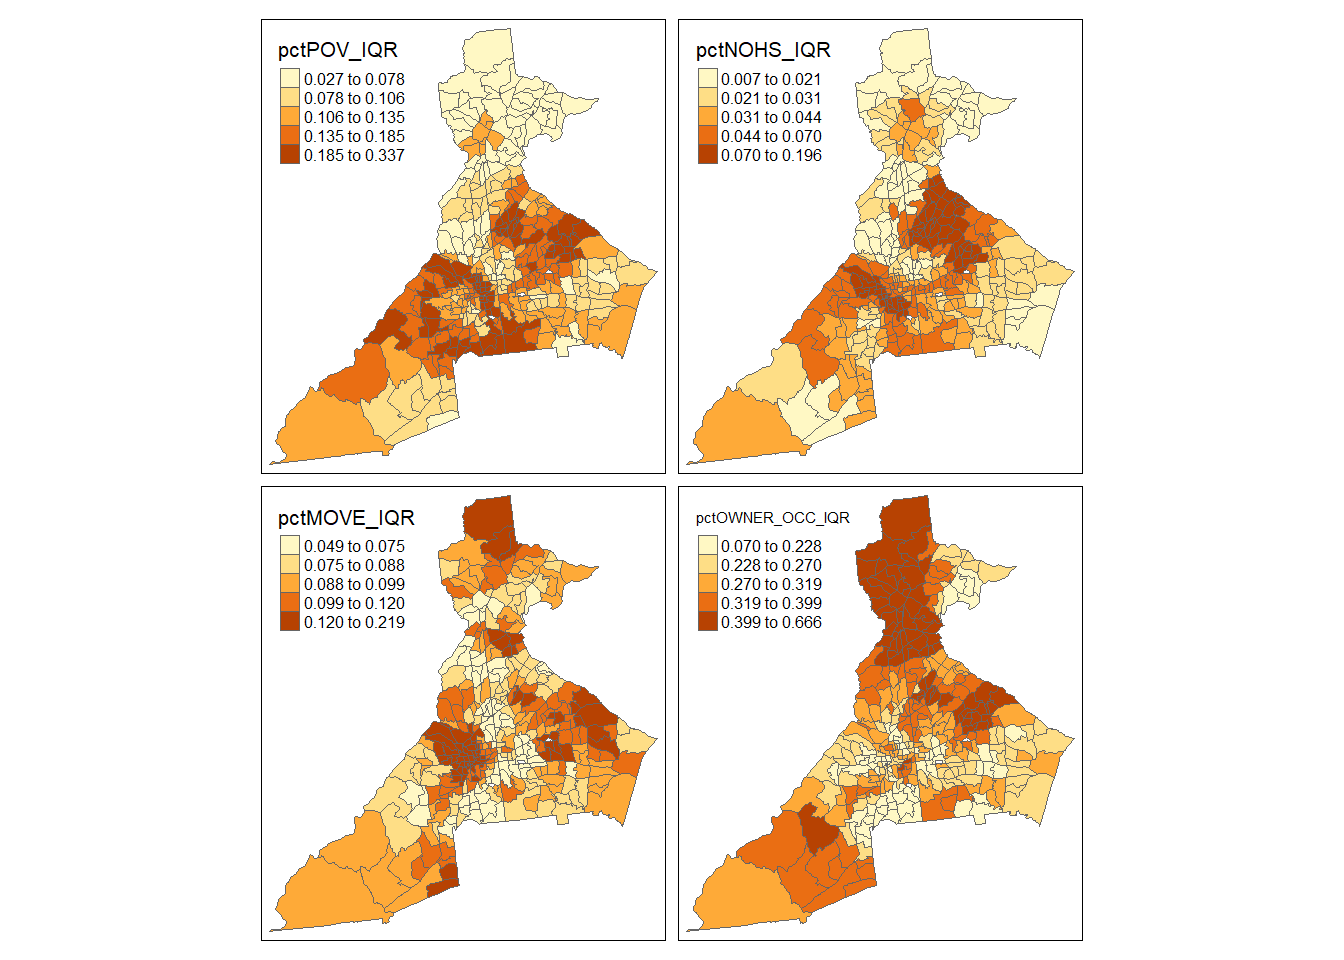 pctPOV_IQR
0.027 to 0.078
0.078 to 0.106
0.106 to 0.135
0.135 to 0.185
0.185 to 0.337
pctNOHS_IQR
0.007 to 0.021
0.021 to 0.031
0.031 to 0.044
0.044 to 0.070
0.070 to 0.196
pctMOVE_IQR
0.049 to 0.075
0.075 to 0.088
0.088 to 0.099
0.099 to 0.120
0.120 to 0.219
pctOWNER_OCC_IQR
0.070 to 0.228
0.228 to 0.270
0.270 to 0.319
0.319 to 0.399
0.399 to 0.666